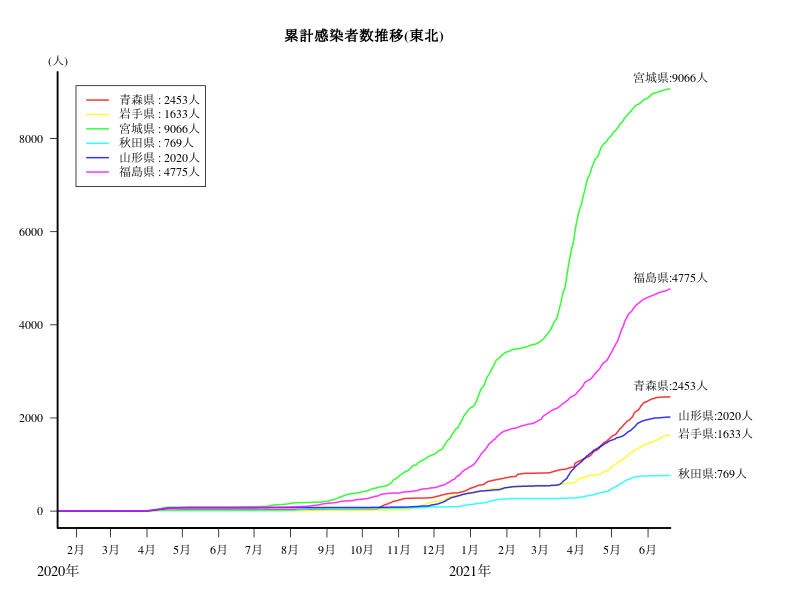 累計感染者数推移(東北)
(人)
青森県 : 2453人
岩手県 : 1633人
宮城県 : 9066人
秋田県 : 769人
山形県 : 2020人
福島県 : 4775人
8000
6000
4000
2000
0
宮城県:9066人
福島県:4775人
青森県:2453人
山形県:2020人
岩手県:1633人
秋田県:769人
2月 3月 4月 5月 6月 7月 8月 9月 10月 11月 12月 1月 2月 3月 4月 5月 6月
2020年 2021年